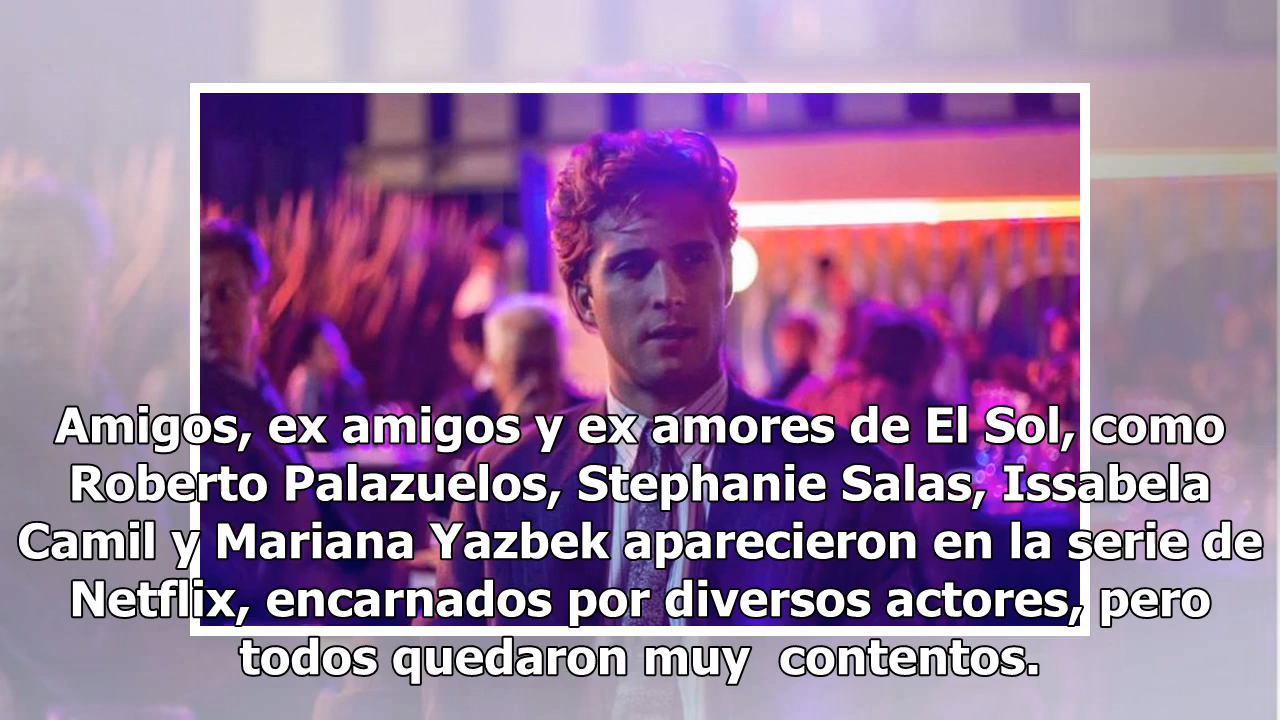 Amigos, ex amigos y ex amores de El Sol, como
Roberto Palazuelos, Stephanie Salas, Issabela
Camil y Mariana Yazbek aparecieron en la serie de
Netflix, encarnados por diversos actores, pero
todos quedaron muy  contentos.